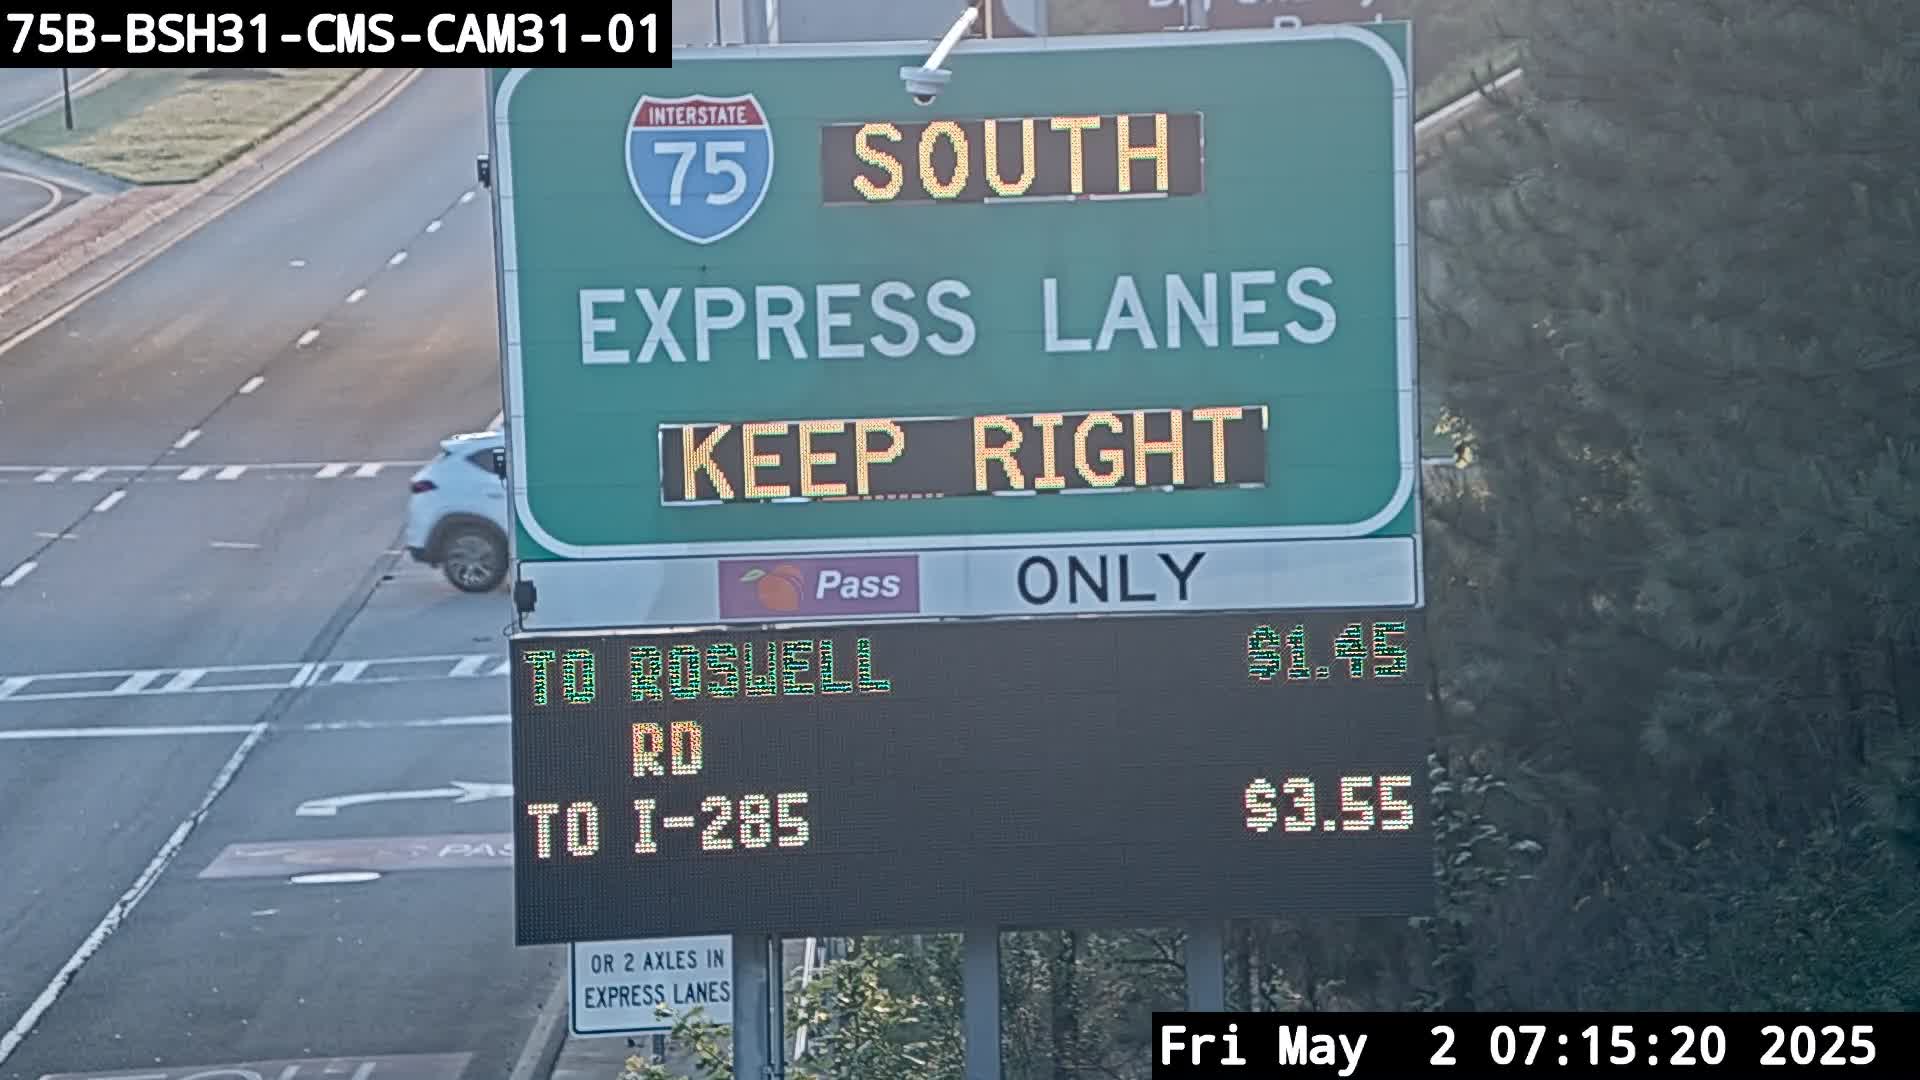 75B-BSH31-CMS-CAM31-01
INTERSTATE
75
SOUTH
EXPRESS LANES
KEEP RIGHT
Pass
ONLY
TO ROSWELL $1.45
RD
TO I-285 $3.55
OR 2 AXLES IN
EXPRESS LANES
Fri May 2 07:15:20 2025